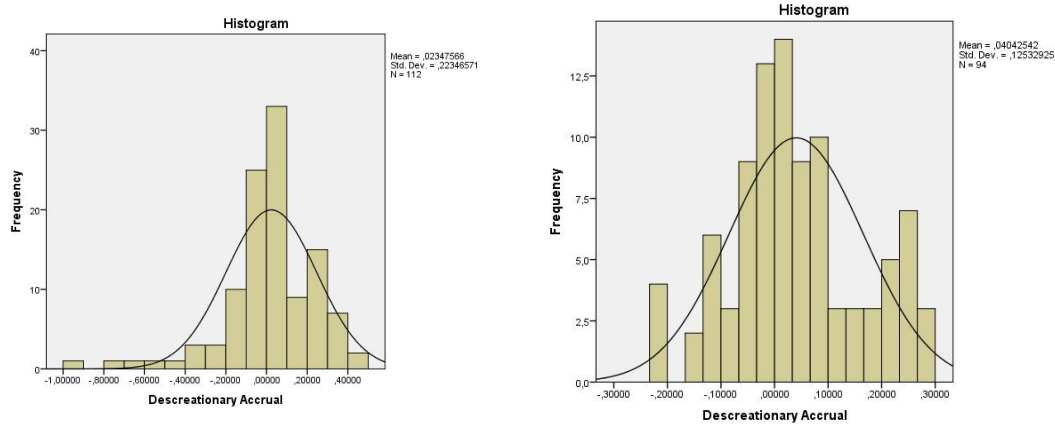 Histogram
Mean = ,02347566
Std. Dev. = ,22346571
N = 112
40
30
20
10
0
Frequency
-1,00000 -,80000 -,60000 -,40000 -,20000 ,00000 ,20000 ,40000
Descreationary Accrual
Histogram
Mean = ,04042542
Std. Dev. = ,12532925
N = 94
12,5
10,0
7,5
5,0
2,5
0,0
Frequency
-,30000 -,20000 -,10000 ,00000 ,10000 ,20000 ,30000
Descreationary Accrual